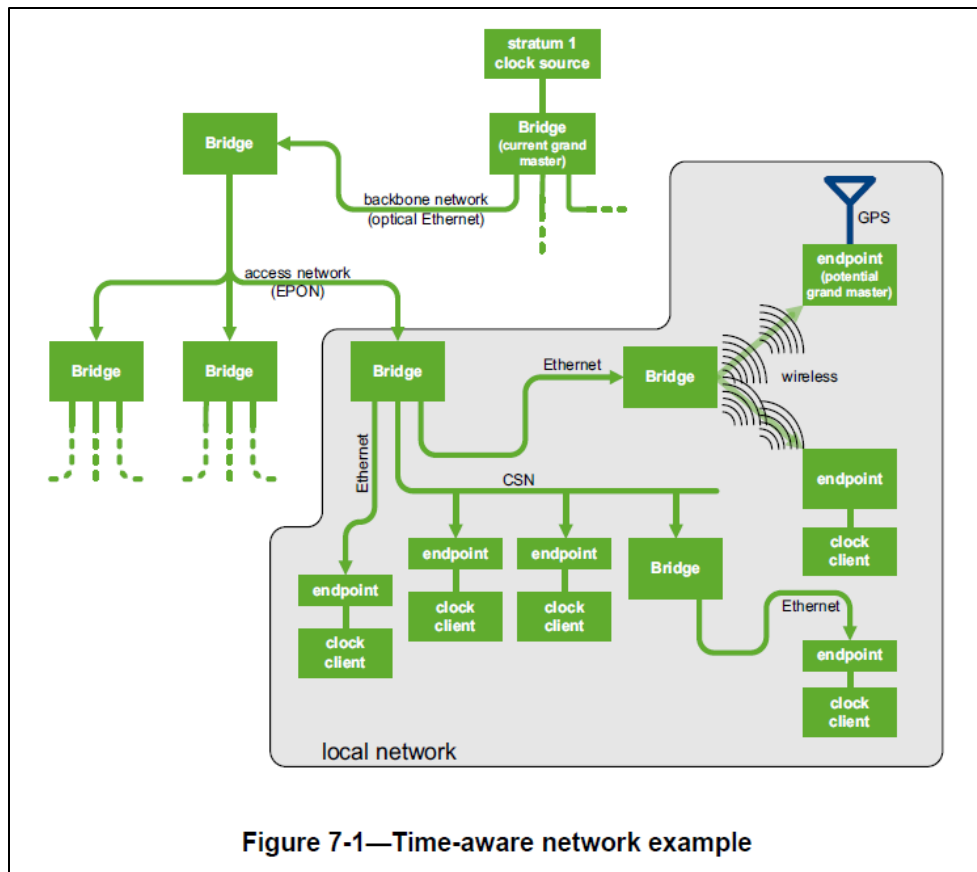 stratum 1
clock source
Bridge
(current grand
master)
Bridge
backbone network
(optical Ethernet)
GPS
endpoint
(potential
grand master)
access network
(EPON)
Bridge
Bridge
Bridge
Ethernet
Bridge
wireless
Ethernet
CSN
endpoint
clock
client
endpoint
clock
client
endpoint
clock
client
Bridge
endpoint
clock
client
Ethernet
endpoint
clock
client
local network
Figure 7-1—Time-aware network example